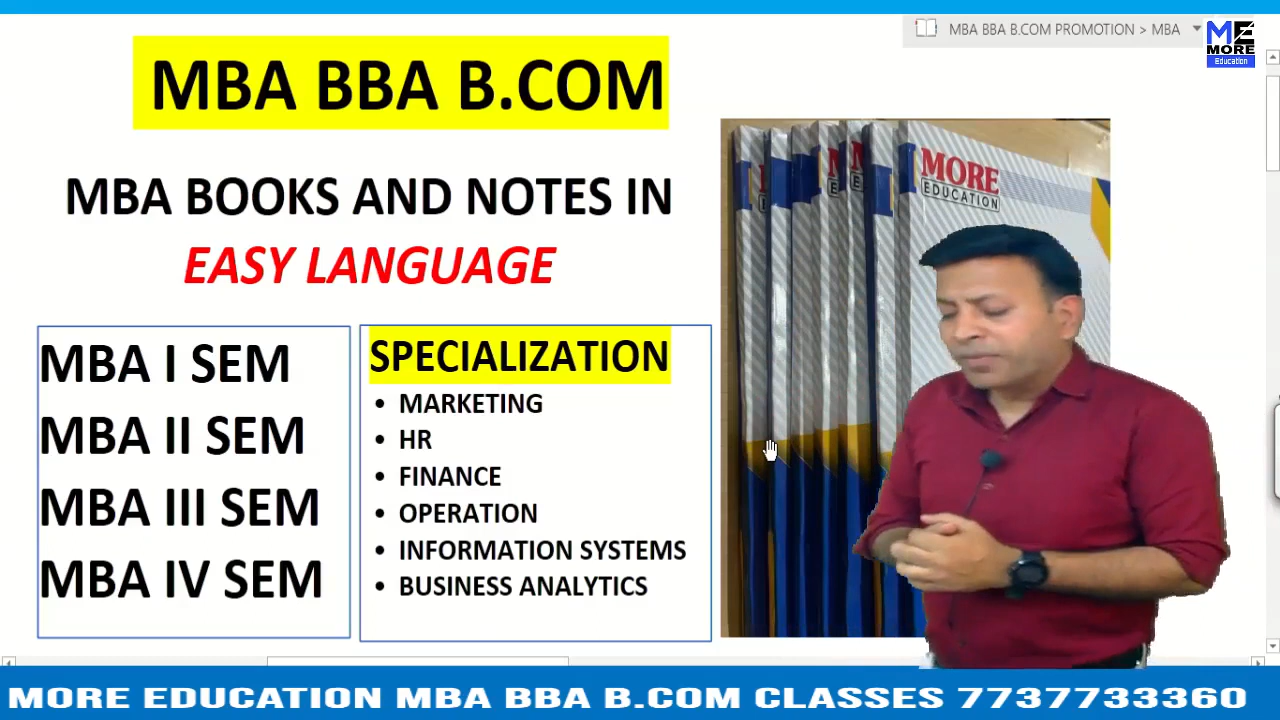 MBA BBA B.COM PROMOTION > MBA
ME
MORE
Education
MBA BBA B.COM
MBA BOOKS AND NOTES IN
EASY LANGUAGE
MBA I SEM
MBA II SEM
MBA III SEM
MBA IV SEM
SPECIALIZATION
• MARKETING
• HR
• FINANCE
• OPERATION
• INFORMATION SYSTEMS
• BUSINESS ANALYTICS
MORE
EDUCATION
MORE EDUCATION MBA BBA B.COM CLASSES 7737733360